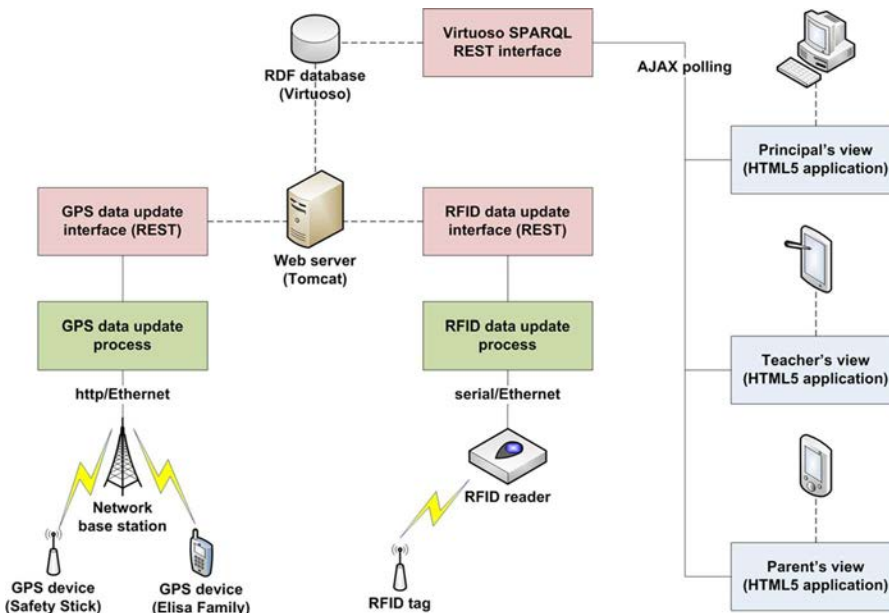 Virtuoso SPARQL
REST interface
RDF database
(Virtuoso)
AJAX polling
Principal's view
(HTML5 application)
GPS data update
interface (REST)
RFID data update
interface (REST)
Web server
(Tomcat)
GPS data update
process
RFID data update
process
Teacher's view
(HTML5 application)
http/Ethernet
serial/Ethernet
Network
base station
RFID reader
GPS device
(Safety Stick)
GPS device
(Elisa Family)
RFID tag
Parent's view
(HTML5 application)